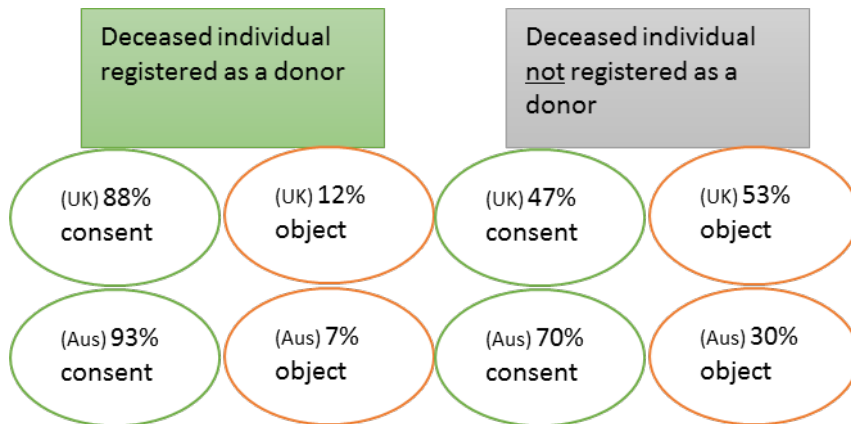 Deceased individual
registered as a donor
Deceased individual
not registered as a
donor
(UK) 88%
consent
(UK) 12%
object
(UK) 47%
consent
(UK) 53%
object
(Aus) 93%
consent
(Aus) 7%
object
(Aus) 70%
consent
(Aus) 30%
object